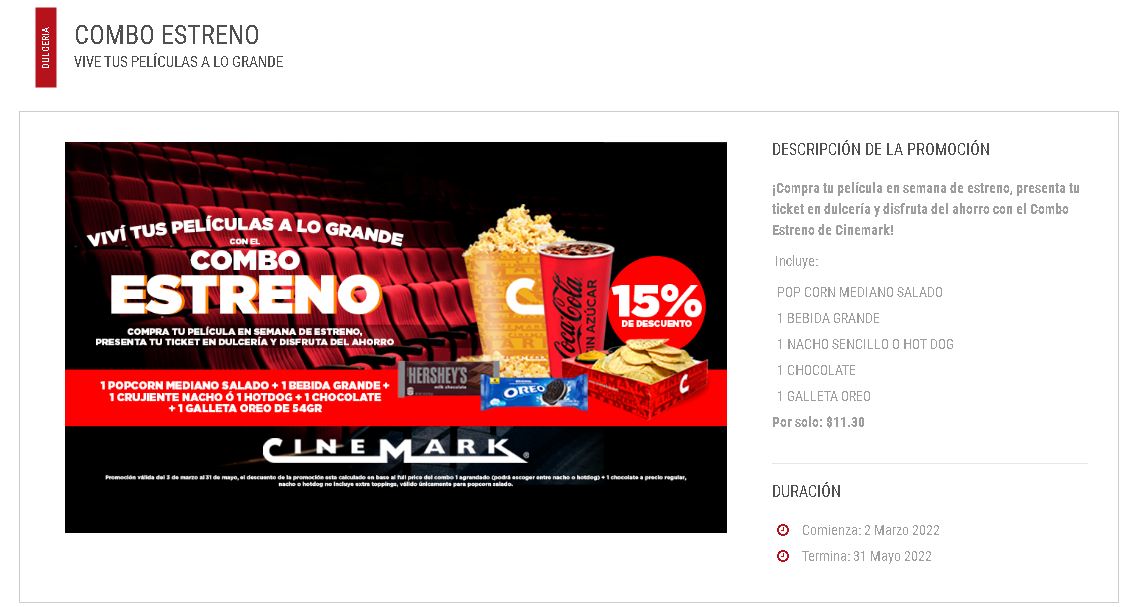 DULCERIA
COMBO ESTRENO
VIVE TUS PELÍCULAS A LO GRANDE
VIVÍ TUS PELÍCULAS A LO GRANDE
CON EL
COMBO
ESTRENO
COMPRA TU PELÍCULA EN SEMANA DE ESTRENO,
PRESENTA TU TICKET EN DULCERÍA Y DISFRUTA DEL AHORRO
C
CINEMARK
Coca-Cola
SIN AZÚCAR
15%
DE DESCUENTO
HERSHEY'S
milk chocolate
OREO
C
1 POPCORN MEDIANO SALADO + 1 BEBIDA GRANDE +
1 CRUJIENTE NACHO Ó 1 HOTDOG + 1 CHOCOLATE
+ 1 GALLETA OREO DE 54GR
CINEMARK®
Promoción válida del 3 de marzo al 31 de mayo, el descuento de la promoción esta calculado en base al full price del combo 1 agrandado (podrá escoger entre nacho o hotdog) + 1 chocolate a precio regular,
nacho o hotdog no incluye extra toppings, válido únicamente para popcorn salado.
DESCRIPCIÓN DE LA PROMOCIÓN
¡Compra tu película en semana de estreno, presenta tu
ticket en dulcería y disfruta del ahorro con el Combo
Estreno de Cinemark!
Incluye:
POP CORN MEDIANO SALADO
1 BEBIDA GRANDE
1 NACHO SENCILLO O HOT DOG
1 CHOCOLATE
1 GALLETA OREO
Por solo: $11.30
DURACIÓN
Comienza: 2 Marzo 2022
Termina: 31 Mayo 2022